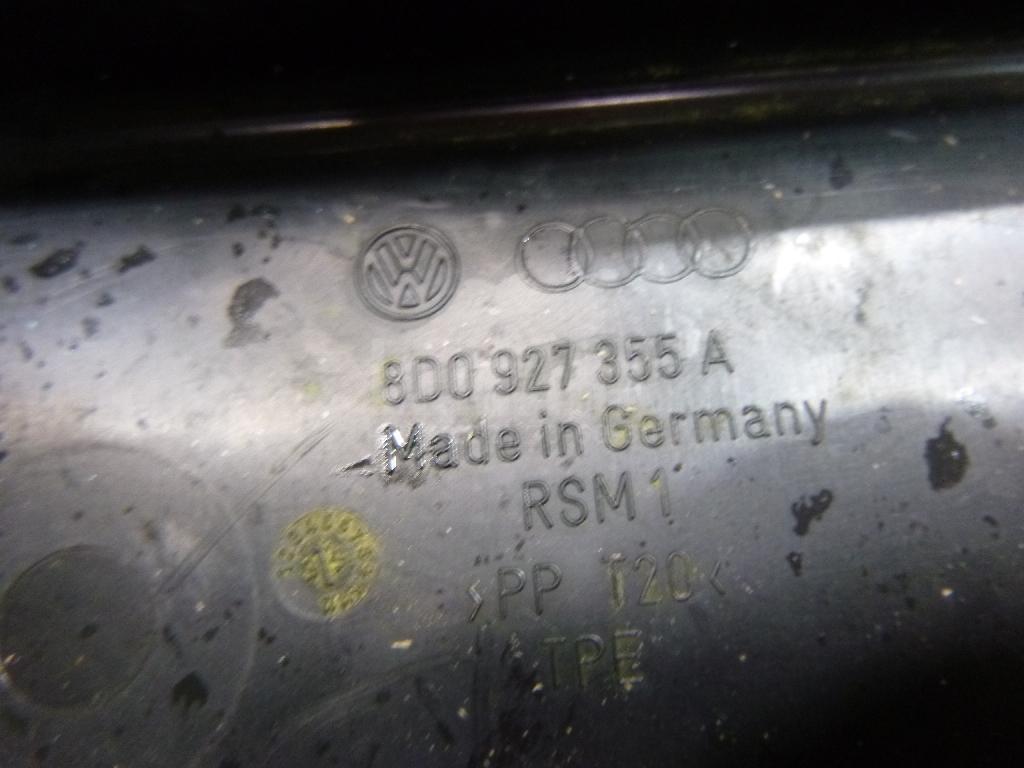 8D0 927 355 A
Made in Germany
RSM 1
>PP T20<
TPE